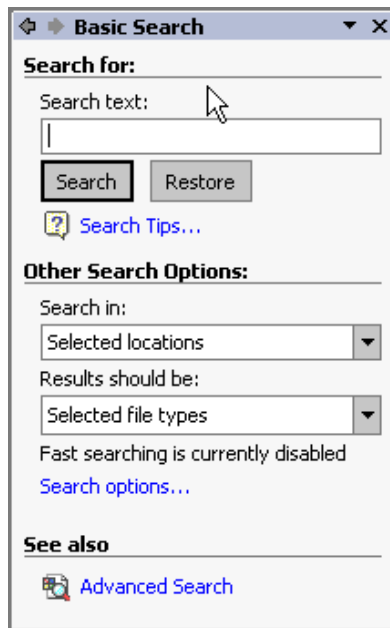 Basic Search
Search for:
Search text:
Search Restore
Search Tips...
Other Search Options:
Search in:
Selected locations
Results should be:
Selected file types
Fast searching is currently disabled
Search options...
See also
Advanced Search